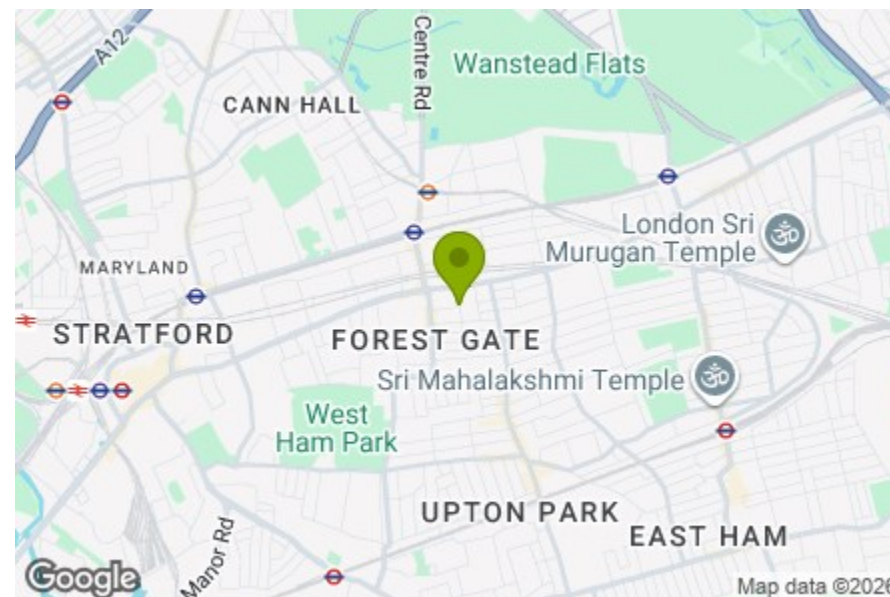 A12
Centre Rd
Wanstead Flats
CANN HALL
London Sri
Murugan Temple
MARYLAND
STRATFORD
FOREST GATE
Sri Mahalakshmi Temple
West
Ham Park
UPTON PARK
EAST HAM
Manor Rd
Google
Map data ©2026